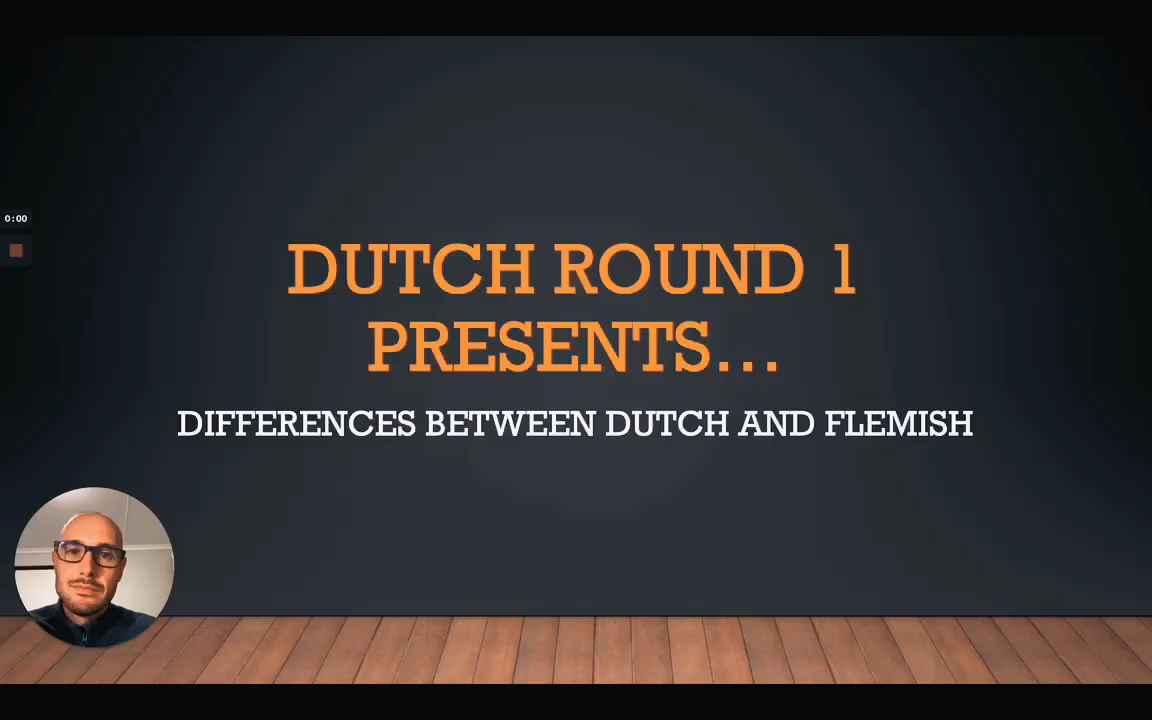 0:00
DUTCH ROUND 1
PRESENTS...
DIFFERENCES BETWEEN DUTCH AND FLEMISH